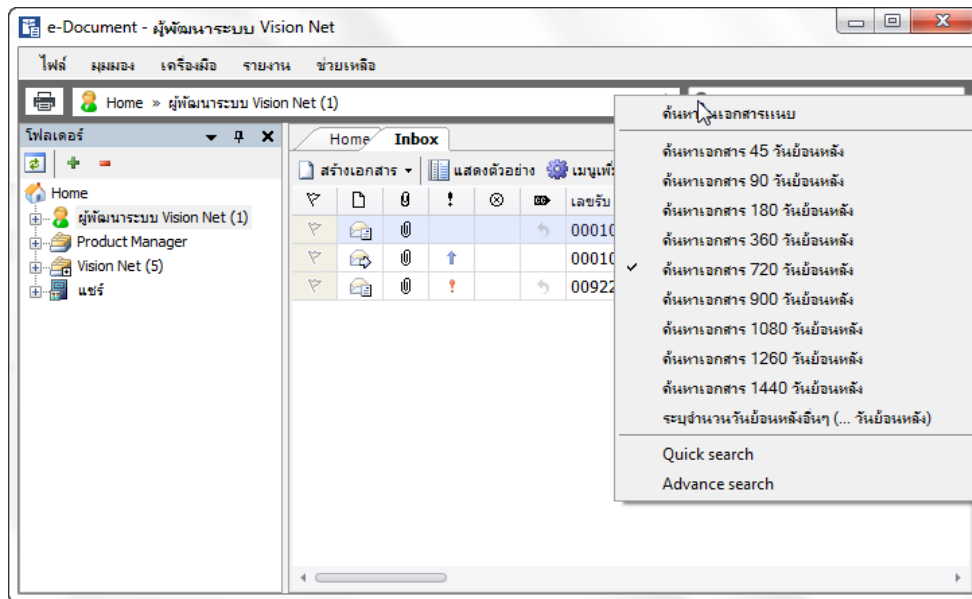 e-Document - ผู้พัฒนาระบบ Vision Net
ไฟล์ มุมมอง เครื่องมือ รายงาน ช่วยเหลือ
Home » ผู้พัฒนาระบบ Vision Net (1)
โฟลเดอร์
Home
ผู้พัฒนาระบบ Vision Net (1)
Product Manager
Vision Net (5)
แชร์
Home Inbox
สร้างเอกสาร แสดงตัวอย่าง
เลขรับ
00010
00010
00922
ค้นหาในเอกสารแนบ
ค้นหาเอกสาร 45 วันย้อนหลัง
ค้นหาเอกสาร 90 วันย้อนหลัง
ค้นหาเอกสาร 180 วันย้อนหลัง
ค้นหาเอกสาร 360 วันย้อนหลัง
ค้นหาเอกสาร 720 วันย้อนหลัง
ค้นหาเอกสาร 900 วันย้อนหลัง
ค้นหาเอกสาร 1080 วันย้อนหลัง
ค้นหาเอกสาร 1260 วันย้อนหลัง
ค้นหาเอกสาร 1440 วันย้อนหลัง
ระบุจำนวนวันย้อนหลังอื่นๆ (... วันย้อนหลัง)
Quick search
Advance search